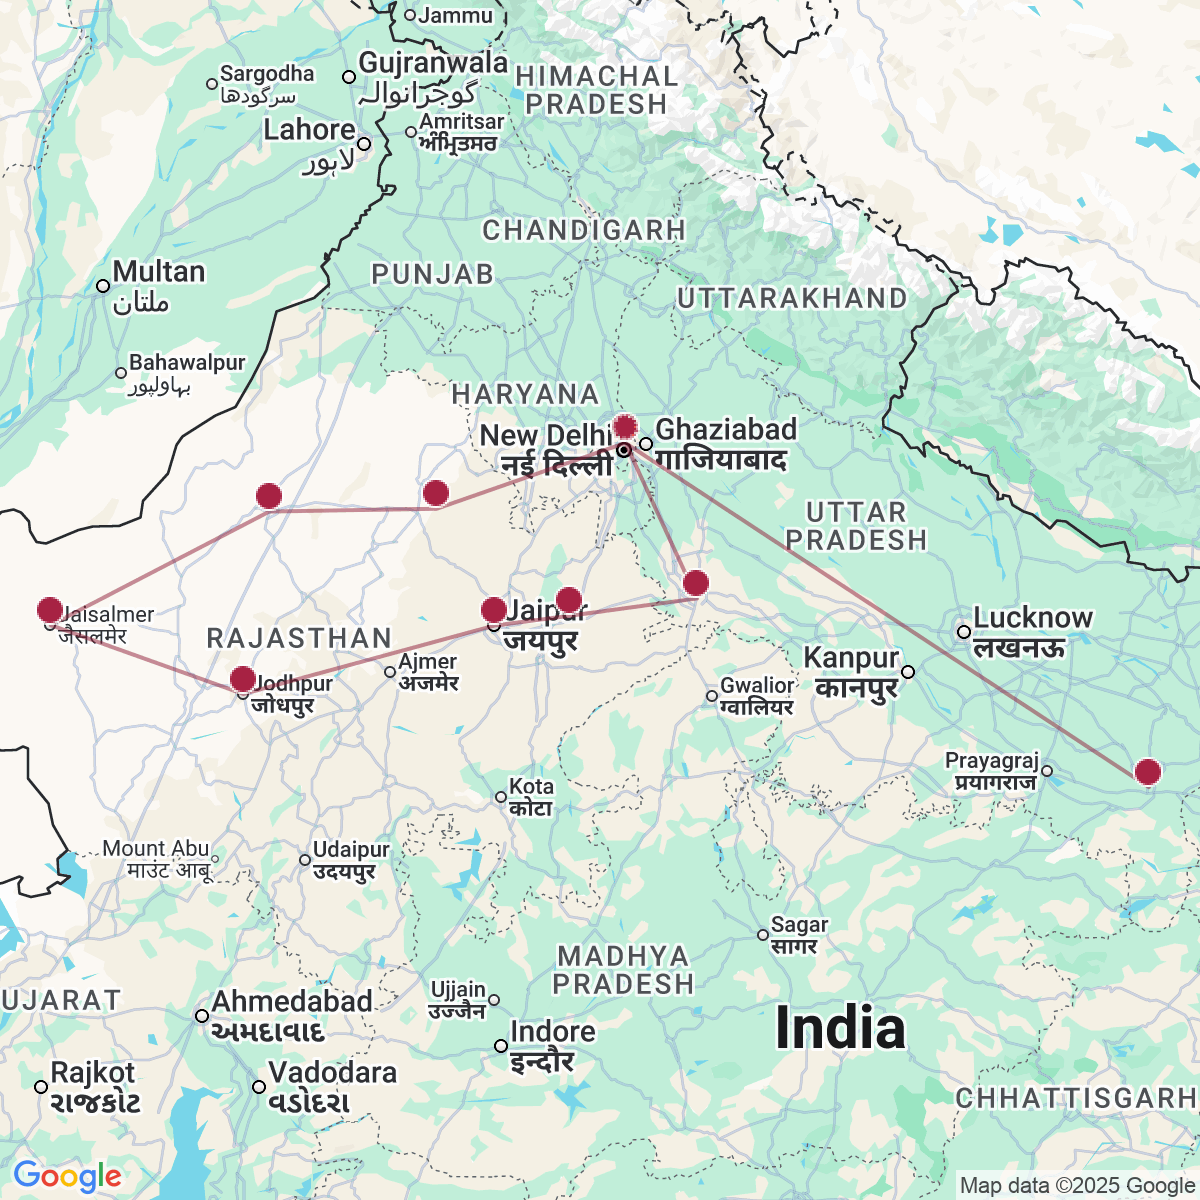 Jammu
Sargodha
سرگودھا
Gujranwala
گوجرانوالہ
HIMACHAL
PRADESH
Lahore
لاہور
Amritsar
ਅੰਮ੍ਰਿਤਸਰ
CHANDIGARH
Multan
ملتان
PUNJAB
UTTARAKHAND
Bahawalpur
بہاولپور
HARYANA
New Delhi
नई दिल्ली
Ghaziabad
गाजियाबाद
UTTAR
PRADESH
Jaisalmer
जैसलमेर
RAJASTHAN
Jaipur
जयपुर
Lucknow
लखनऊ
Ajmer
अजमेर
Kanpur
कानपुर
Jodhpur
जोधपुर
Gwalior
ग्वालियर
Prayagraj
प्रयागराज
Kota
कोटा
Mount Abu
माउंट आबू
Udaipur
उदयपुर
Sagar
सागर
MADHYA
PRADESH
UJARAT
Ahmedabad
અમદાવાદ
Ujjain
उज्जैन
Indore
इन्दौर
India
Rajkot
રાજકોટ
Vadodara
વડોદરા
CHHATTISGARH
Google
Map data ©2025 Google